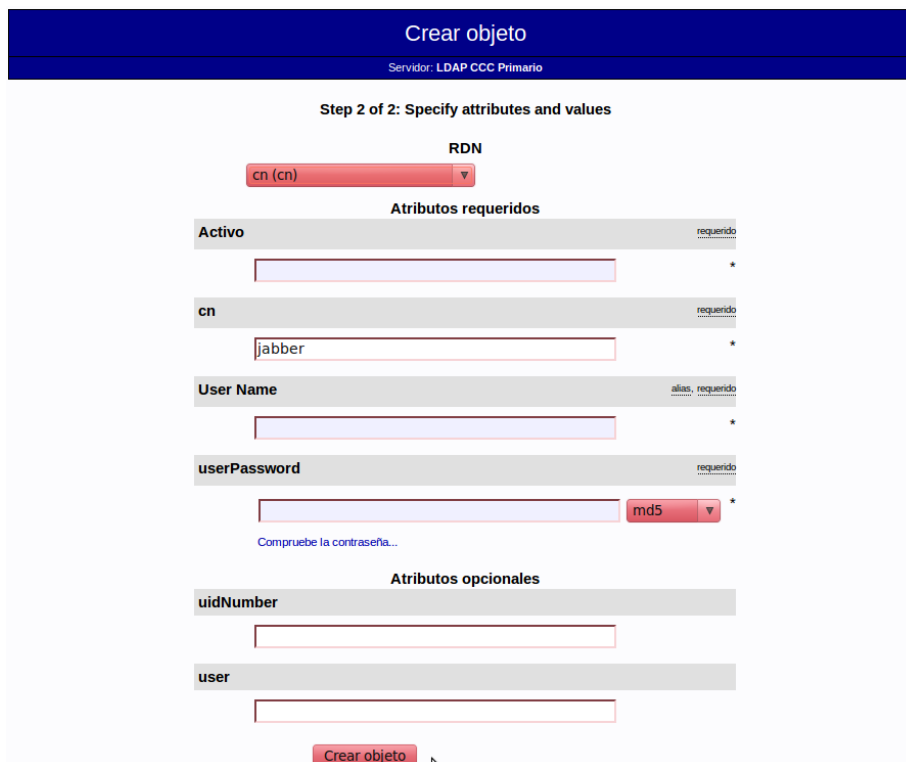 Crear objeto
Servidor: LDAP CCC Primario
Step 2 of 2: Specify attributes and values
RDN
cn (cn)
Atributos requeridos
Activo requerido
*
cn requerido
jabber *
User Name alias, requerido
*
userPassword requerido
md5 *
Compruebe la contraseña...
Atributos opcionales
uidNumber
user
Crear objeto